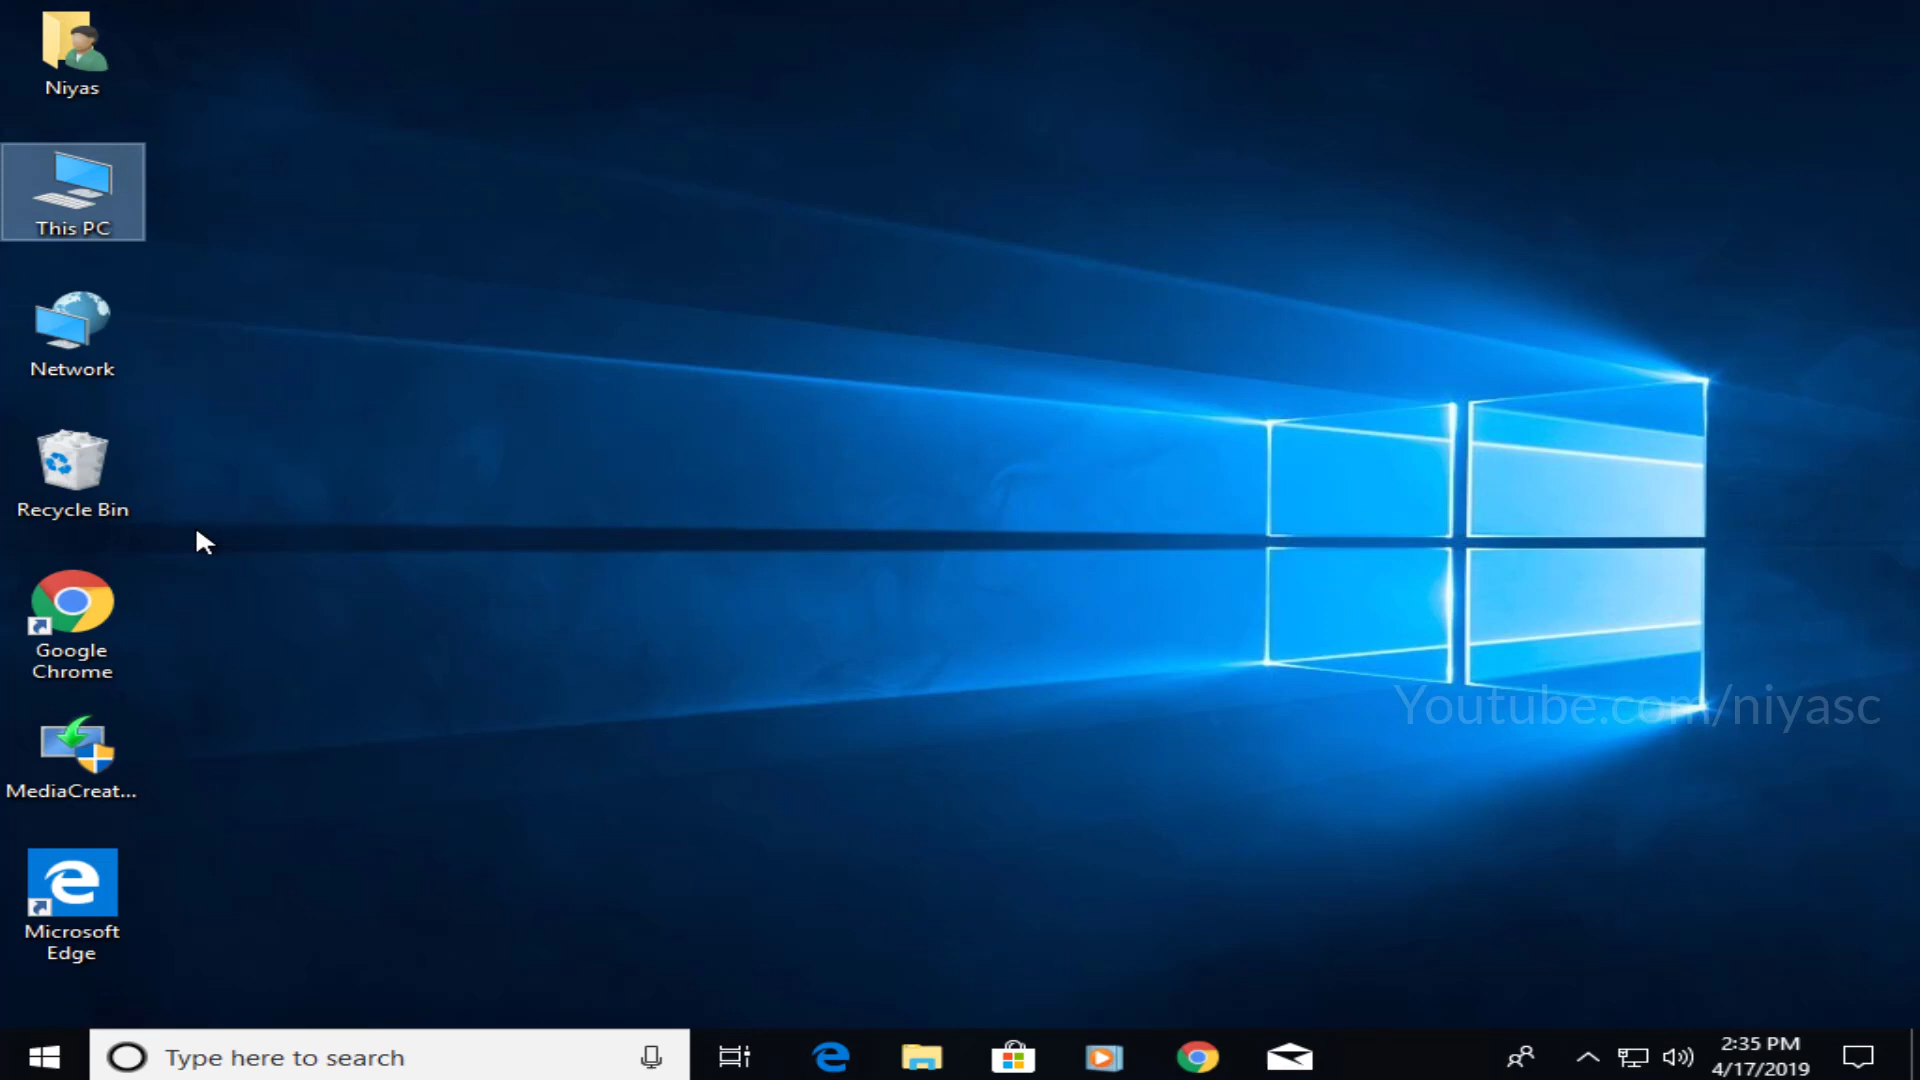 Niyas
This PC
Network
Recycle Bin
Google
Chrome
MediaCreat...
Microsoft
Edge
Youtube.com/niyasc
Type here to search
2:35 PM
4/17/2019